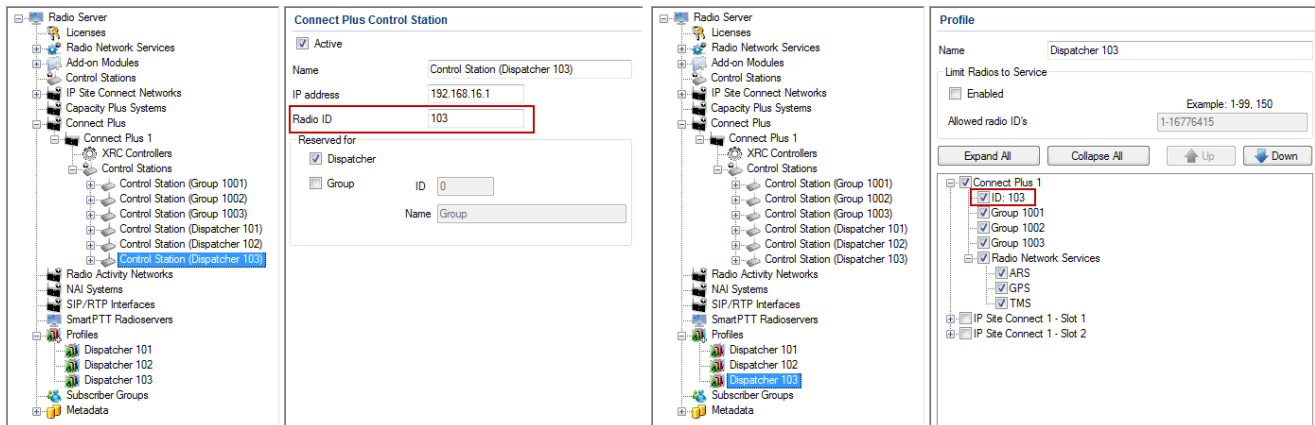 Radio Server
Licenses
Radio Network Services
Add-on Modules
Control Stations
IP Site Connect Networks
Capacity Plus Systems
Connect Plus
Connect Plus 1
XRC Controllers
Control Stations
Control Station (Group 1001)
Control Station (Group 1002)
Control Station (Group 1003)
Control Station (Dispatcher 101)
Control Station (Dispatcher 102)
Control Station (Dispatcher 103)
Radio Activity Networks
NAI Systems
SIP/RTP Interfaces
SmartPTT Radioservers
Profiles
Dispatcher 101
Dispatcher 102
Dispatcher 103
Subscriber Groups
Metadata
Connect Plus Control Station
Active
Name Control Station (Dispatcher 103)
IP address 192.168.16.1
Radio ID 103
Reserved for
Dispatcher
Group ID 0
Name Group
Radio Server
Licenses
Radio Network Services
Add-on Modules
Control Stations
IP Site Connect Networks
Capacity Plus Systems
Connect Plus
Connect Plus 1
XRC Controllers
Control Stations
Control Station (Group 1001)
Control Station (Group 1002)
Control Station (Group 1003)
Control Station (Dispatcher 101)
Control Station (Dispatcher 102)
Control Station (Dispatcher 103)
Radio Activity Networks
NAI Systems
SIP/RTP Interfaces
SmartPTT Radioservers
Profiles
Dispatcher 101
Dispatcher 102
Dispatcher 103
Subscriber Groups
Metadata
Profile
Name Dispatcher 103
Limit Radios to Service
Enabled
Example: 1-99, 150
Allowed radio ID's 1-16776415
Expand All Collapse All Up Down
Connect Plus 1
ID: 103
Group 1001
Group 1002
Group 1003
Radio Network Services
ARS
GPS
TMS
IP Site Connect 1 - Slot 1
IP Site Connect 1 - Slot 2